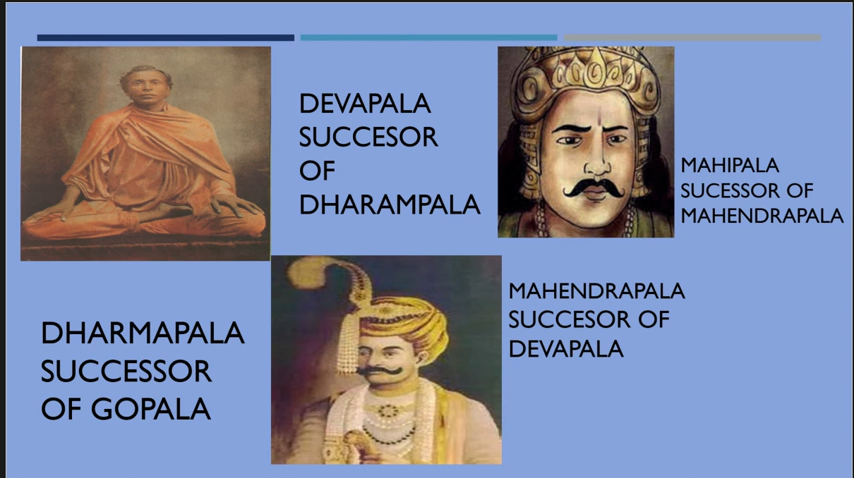 DEVAPALA
SUCCESOR
OF
DHARAMPALA
MAHIPALA
SUCESSOR OF
MAHENDRAPALA
DHARMAPALA
SUCCESSOR
OF GOPALA
MAHENDRAPALA
SUCCESOR OF
DEVAPALA